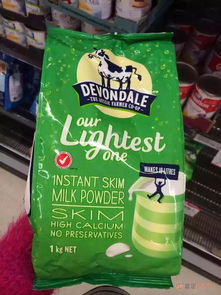 DEVONDALE
THE DAIRY FARMER CO-OP
our
Lightest
one
MAKES 10 LITRES
INSTANT SKIM
MILK POWDER
SKIM
HIGH CALCIUM
NO PRESERVATIVES
1 kg NET